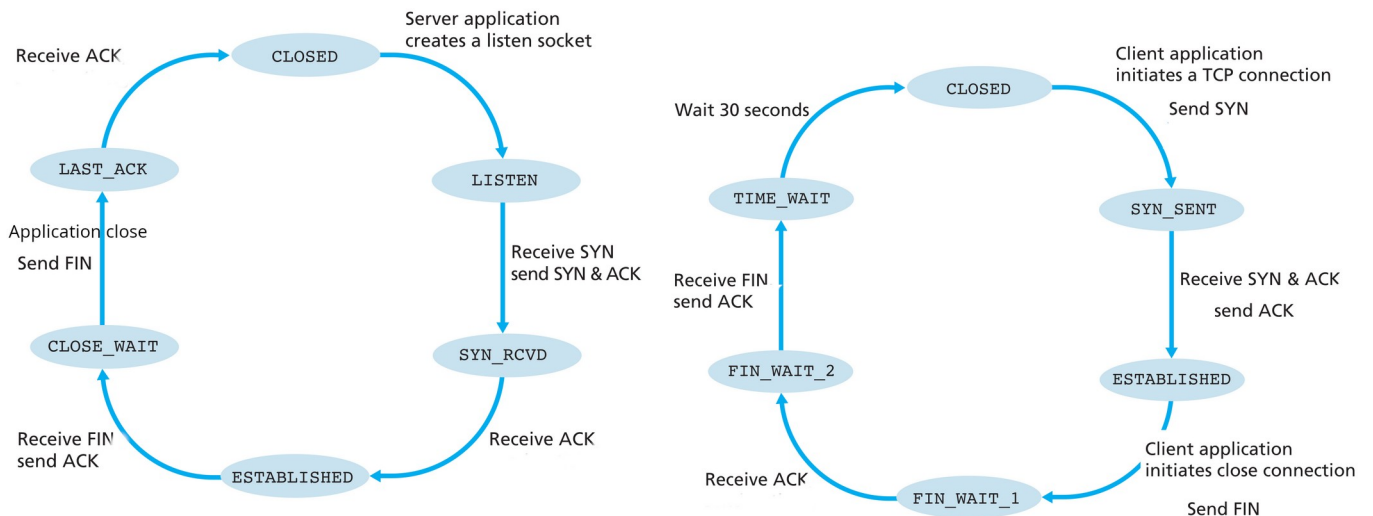 Server application
creates a listen socket
Receive ACK
CLOSED
LAST_ACK
LISTEN
Application close
Send FIN
Receive SYN
send SYN & ACK
CLOSE_WAIT
SYN_RCVD
Receive FIN
send ACK
Receive ACK
ESTABLISHED
Client application
initiates a TCP connection
Send SYN
CLOSED
Wait 30 seconds
TIME_WAIT
SYN_SENT
Receive FIN
send ACK
Receive SYN & ACK
send ACK
FIN_WAIT_2
ESTABLISHED
Client application
initiates close connection
Send FIN
Receive ACK
FIN_WAIT_1